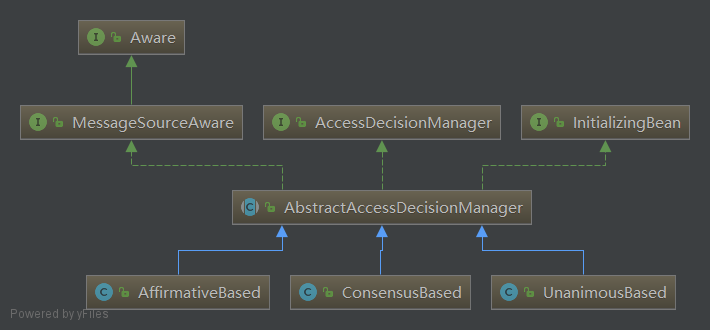 I Aware
I MessageSourceAware
I AccessDecisionManager
I InitializingBean
C AbstractAccessDecisionManager
C AffirmativeBased
C ConsensusBased
C UnanimousBased
Powered by yFiles